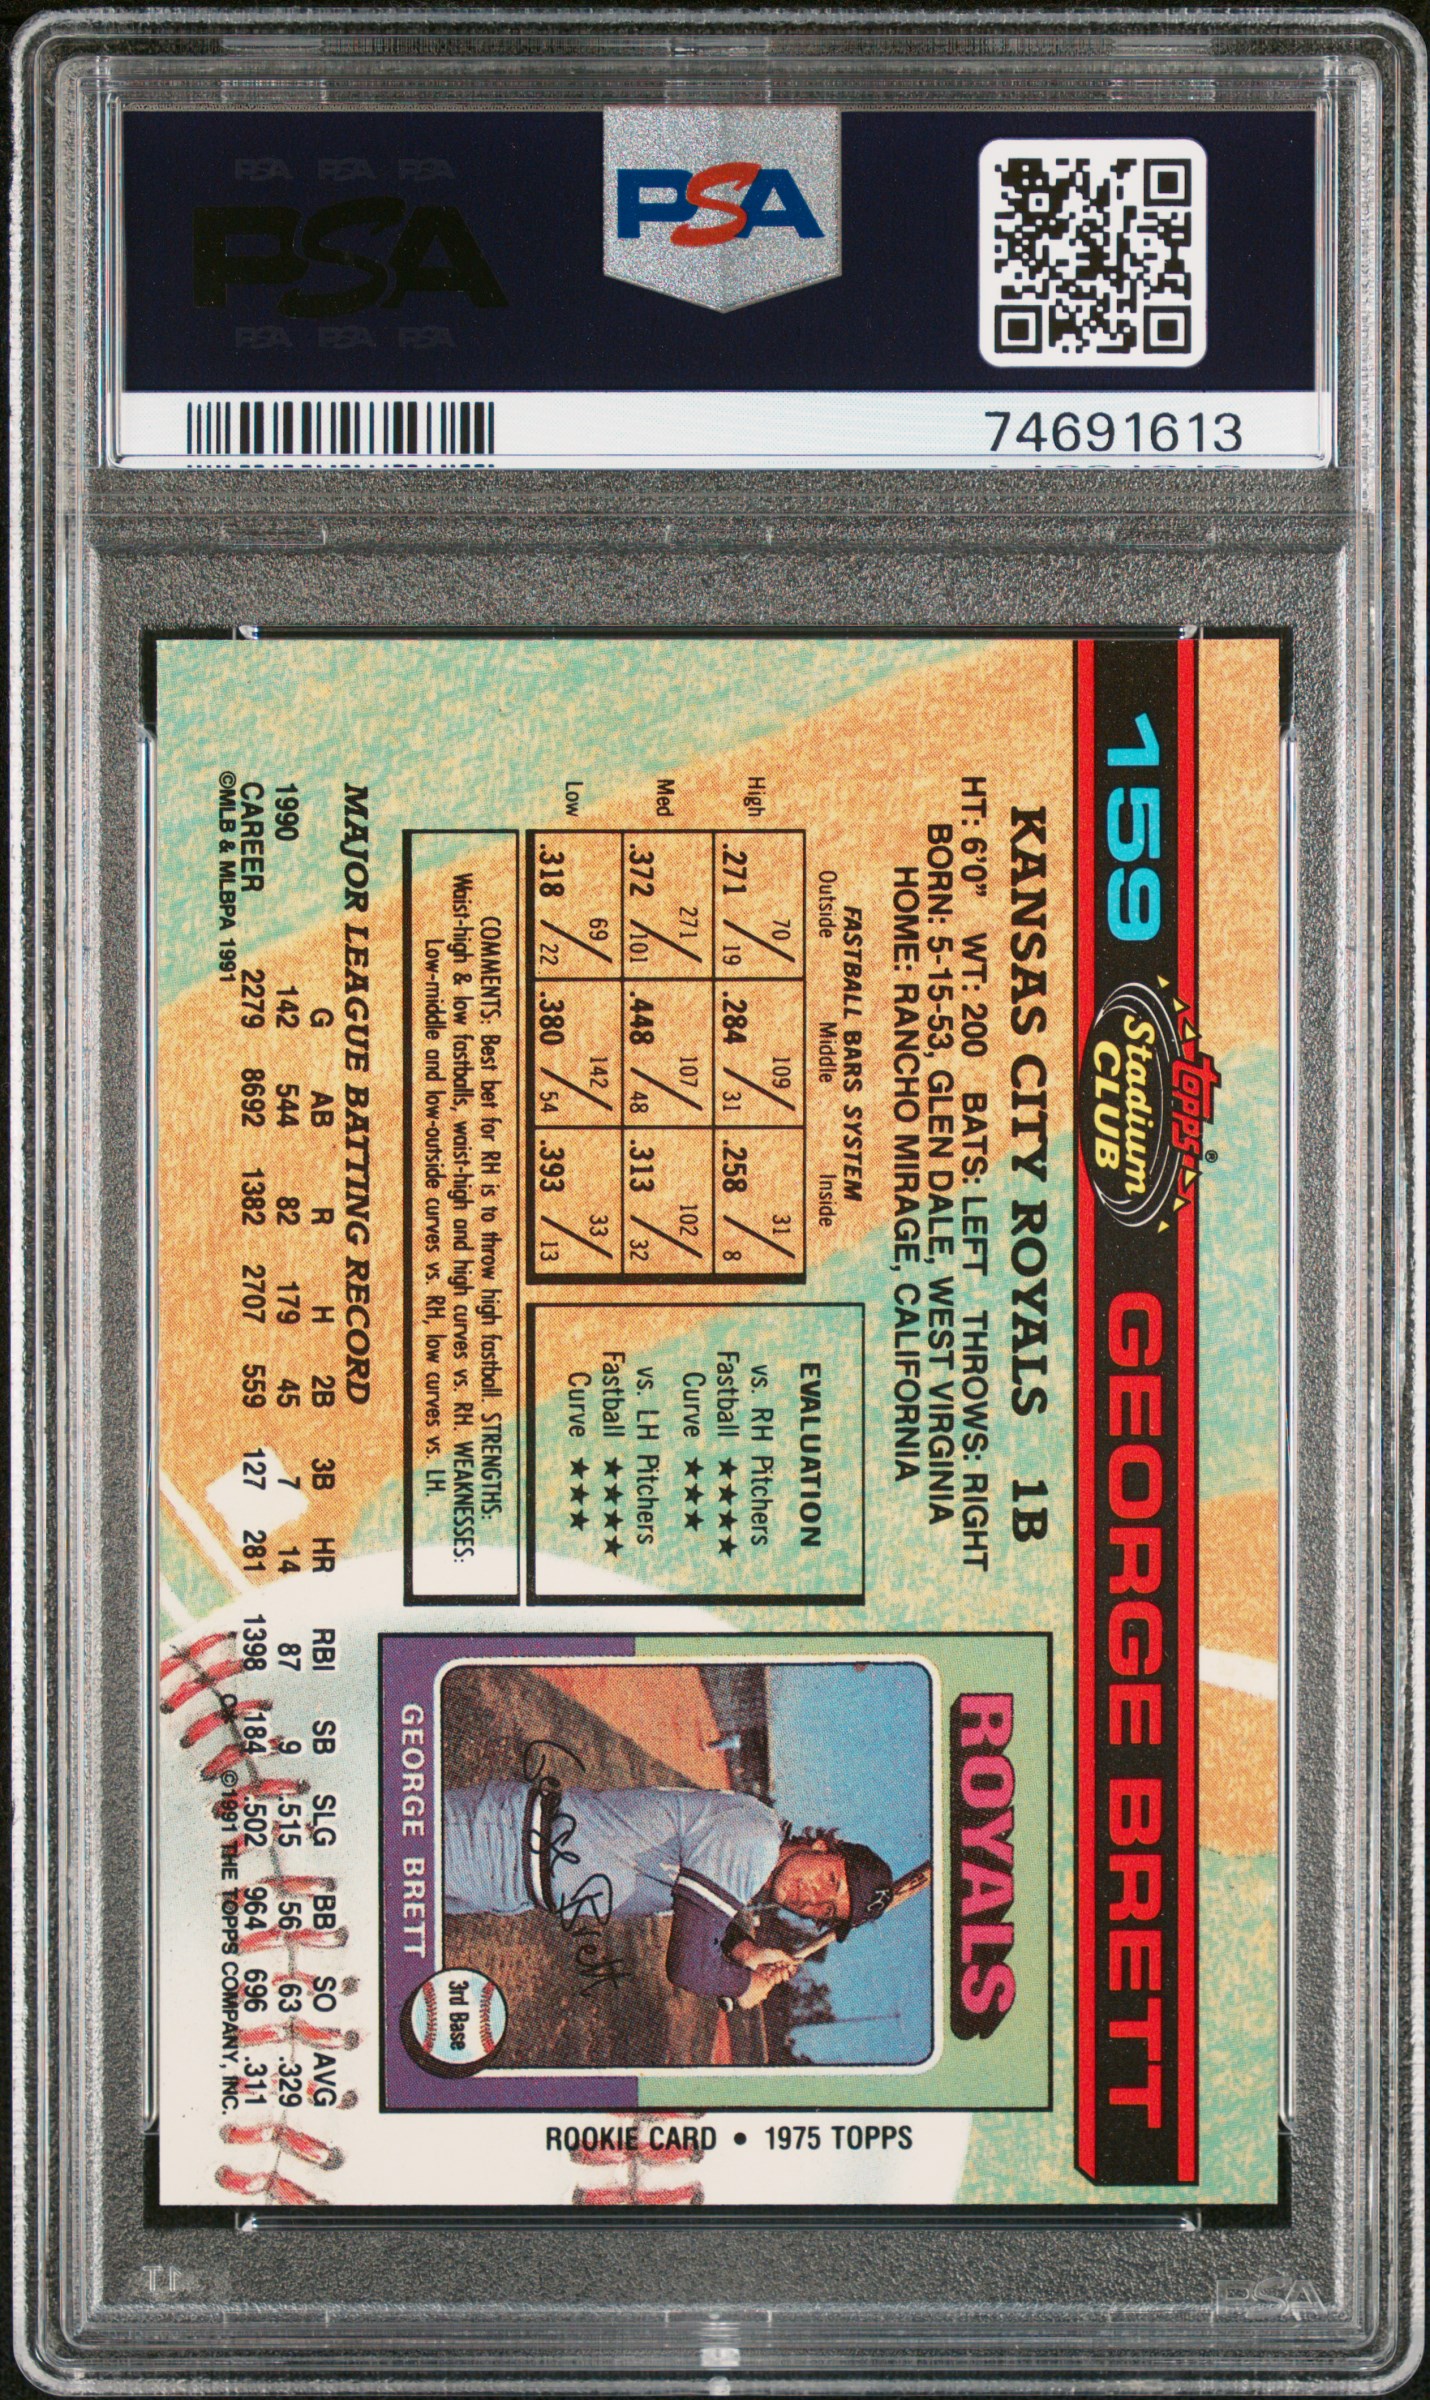 PSA PSA PSA
PSA
PSA PSA PSA
PSA
74691613
159 Topps® Stadium CLUB GEORGE BRETT
KANSAS CITY ROYALS 1B
HT: 6'0" WT: 200 BATS: LEFT THROWS: RIGHT
BORN: 5-15-53, GLEN DALE, WEST VIRGINIA
HOME: RANCHO MIRAGE, CALIFORNIA
FASTBALL BARS SYSTEM
Outside Middle Inside
High .271 70/19 .284 109/31 .258 31/8
Med .372 271/101 .448 107/48 .313 102/32
Low .318 69/22 .380 142/54 .393 33/13
EVALUATION
vs. RH Pitchers
Fastball ★★★★
Curve ★★★
vs. LH Pitchers
Fastball ★★★★
Curve ★★★
COMMENTS: Best bet for RH is to throw high fastball. STRENGTHS:
Waist-high & low fastballs, waist-high and high curves vs. RH. WEAKNESSES:
Low-middle and low-outside curves vs. RH, low curves vs. LH.
ROYALS
George Brett
GEORGE BRETT
3rd Base
ROOKIE CARD • 1975 TOPPS
MAJOR LEAGUE BATTING RECORD
G AB R H 2B 3B HR RBI SB SLG BB SO AVG
1990 142 544 82 179 45 7 14 87 9 .515 56 63 .329
CAREER 2279 8692 1382 2707 559 127 281 1398 184 .502 964 696 .311
©MLB & MLBPA 1991 C* ©1991 THE TOPPS COMPANY, INC.
PSA